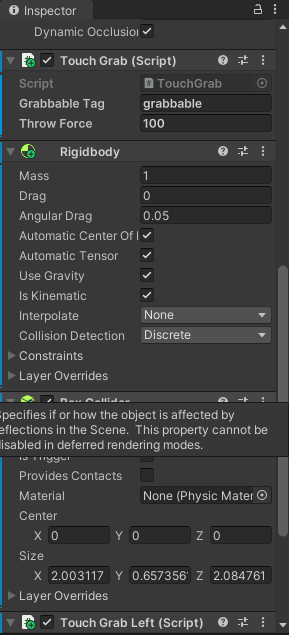 Inspector
Dynamic Occlusion
Touch Grab (Script)
Script TouchGrab
Grabbable Tag grabbable
Throw Force 100
Rigidbody
Mass 1
Drag 0
Angular Drag 0.05
Automatic Center Of
Automatic Tensor
Use Gravity
Is Kinematic
Interpolate None
Collision Detection Discrete
Constraints
Layer Overrides
Box Collider
Specifies if or how the object is affected by
reflections in the Scene. This property cannot be
disabled in deferred rendering modes.
Is Trigger
Provides Contacts
Material None (Physic Mater
Center
X 0 Y 0 Z 0
Size
X 2.003117 Y 0.657356 Z 2.084761
Layer Overrides
Touch Grab Left (Script)